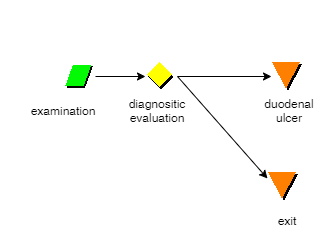 examination
diagnositic
evaluation
duodenal
ulcer
exit